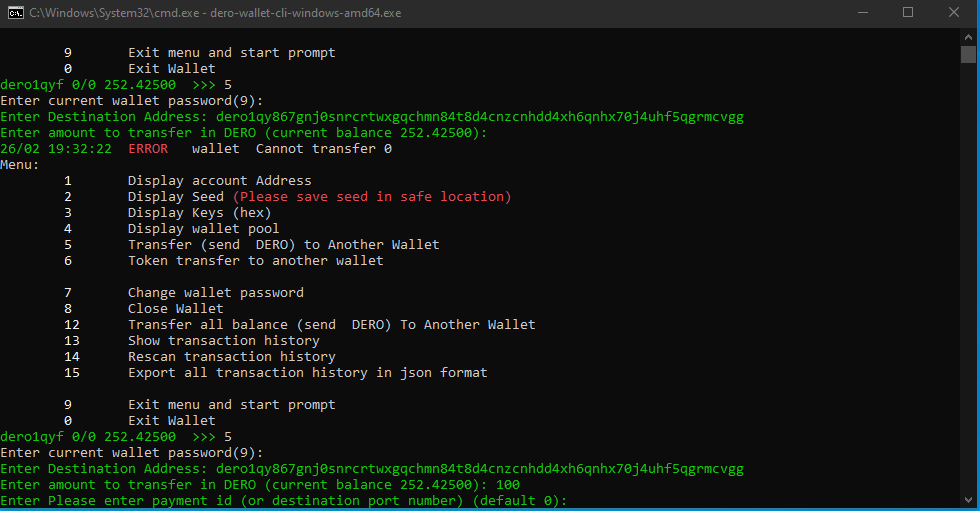 C:\Windows\System32\cmd.exe - dero-wallet-cli-windows-amd64.exe
9 Exit menu and start prompt
0 Exit Wallet
dero1qyf 0/0 252.42500 >>> 5
Enter current wallet password(9):
Enter Destination Address: dero1qy867gnj0snrcrtwxgqchmn84t8d4cnzcnhdd4xh6qnhx70j4uhf5qgrmcvgg
Enter amount to transfer in DERO (current balance 252.42500):
26/02 19:32:22 ERROR wallet Cannot transfer 0
Menu:
1 Display account Address
2 Display Seed (Please save seed in safe location)
3 Display Keys (hex)
4 Display wallet pool
5 Transfer (send DERO) to Another Wallet
6 Token transfer to another wallet
7 Change wallet password
8 Close Wallet
12 Transfer all balance (send DERO) To Another Wallet
13 Show transaction history
14 Rescan transaction history
15 Export all transaction history in json format
9 Exit menu and start prompt
0 Exit Wallet
dero1qyf 0/0 252.42500 >>> 5
Enter current wallet password(9):
Enter Destination Address: dero1qy867gnj0snrcrtwxgqchmn84t8d4cnzcnhdd4xh6qnhx70j4uhf5qgrmcvgg
Enter amount to transfer in DERO (current balance 252.42500): 100
Enter Please enter payment id (or destination port number) (default 0):